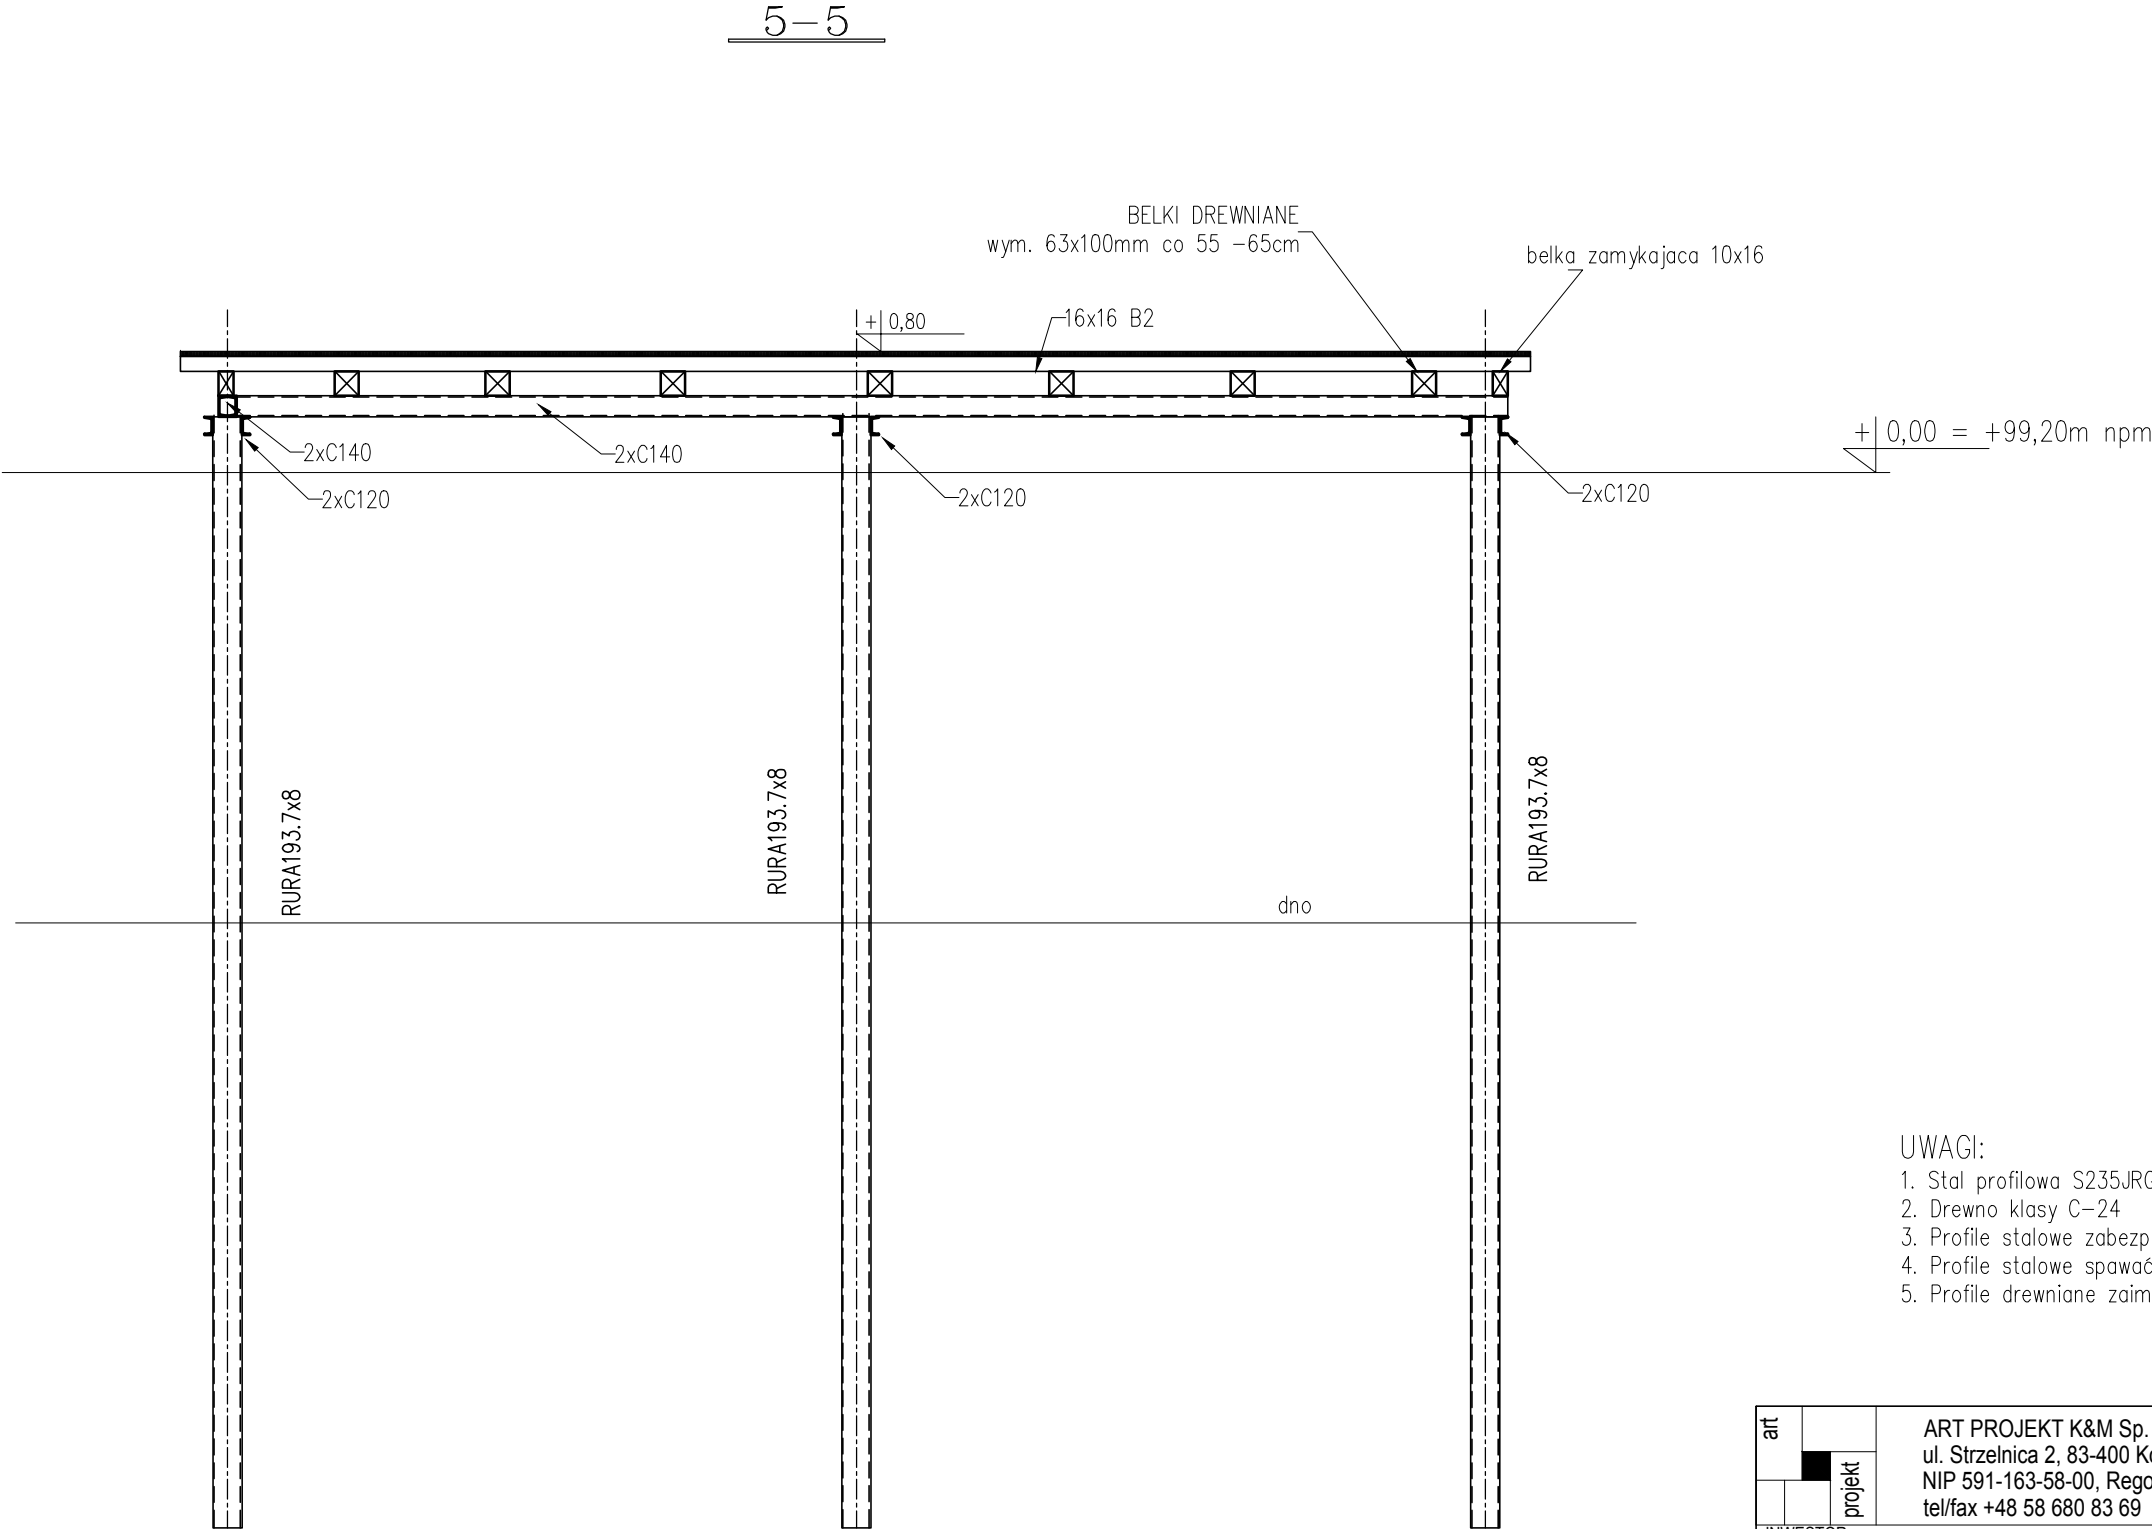 5-5
BELKI DREWNIANE
wym. 63x100mm co 55 -65cm
belka zamykajaca 10x16
+ 0,80
16x16 B2
+ 0,00 = +99,20m npm
2xC140
2xC140
2xC120
2xC120
2xC120
RURA193.7x8
RURA193.7x8
RURA193.7x8
dno
UWAGI:
1. Stal profilowa S235JRG
2. Drewno klasy C-24
3. Profile stalowe zabezp
4. Profile stalowe spawać
5. Profile drewniane zaim
art
projekt
ART PROJEKT K&M Sp.
ul. Strzelnica 2, 83-400 Ko
NIP 591-163-58-00, Rego
tel/fax +48 58 680 83 69
INWESTOR